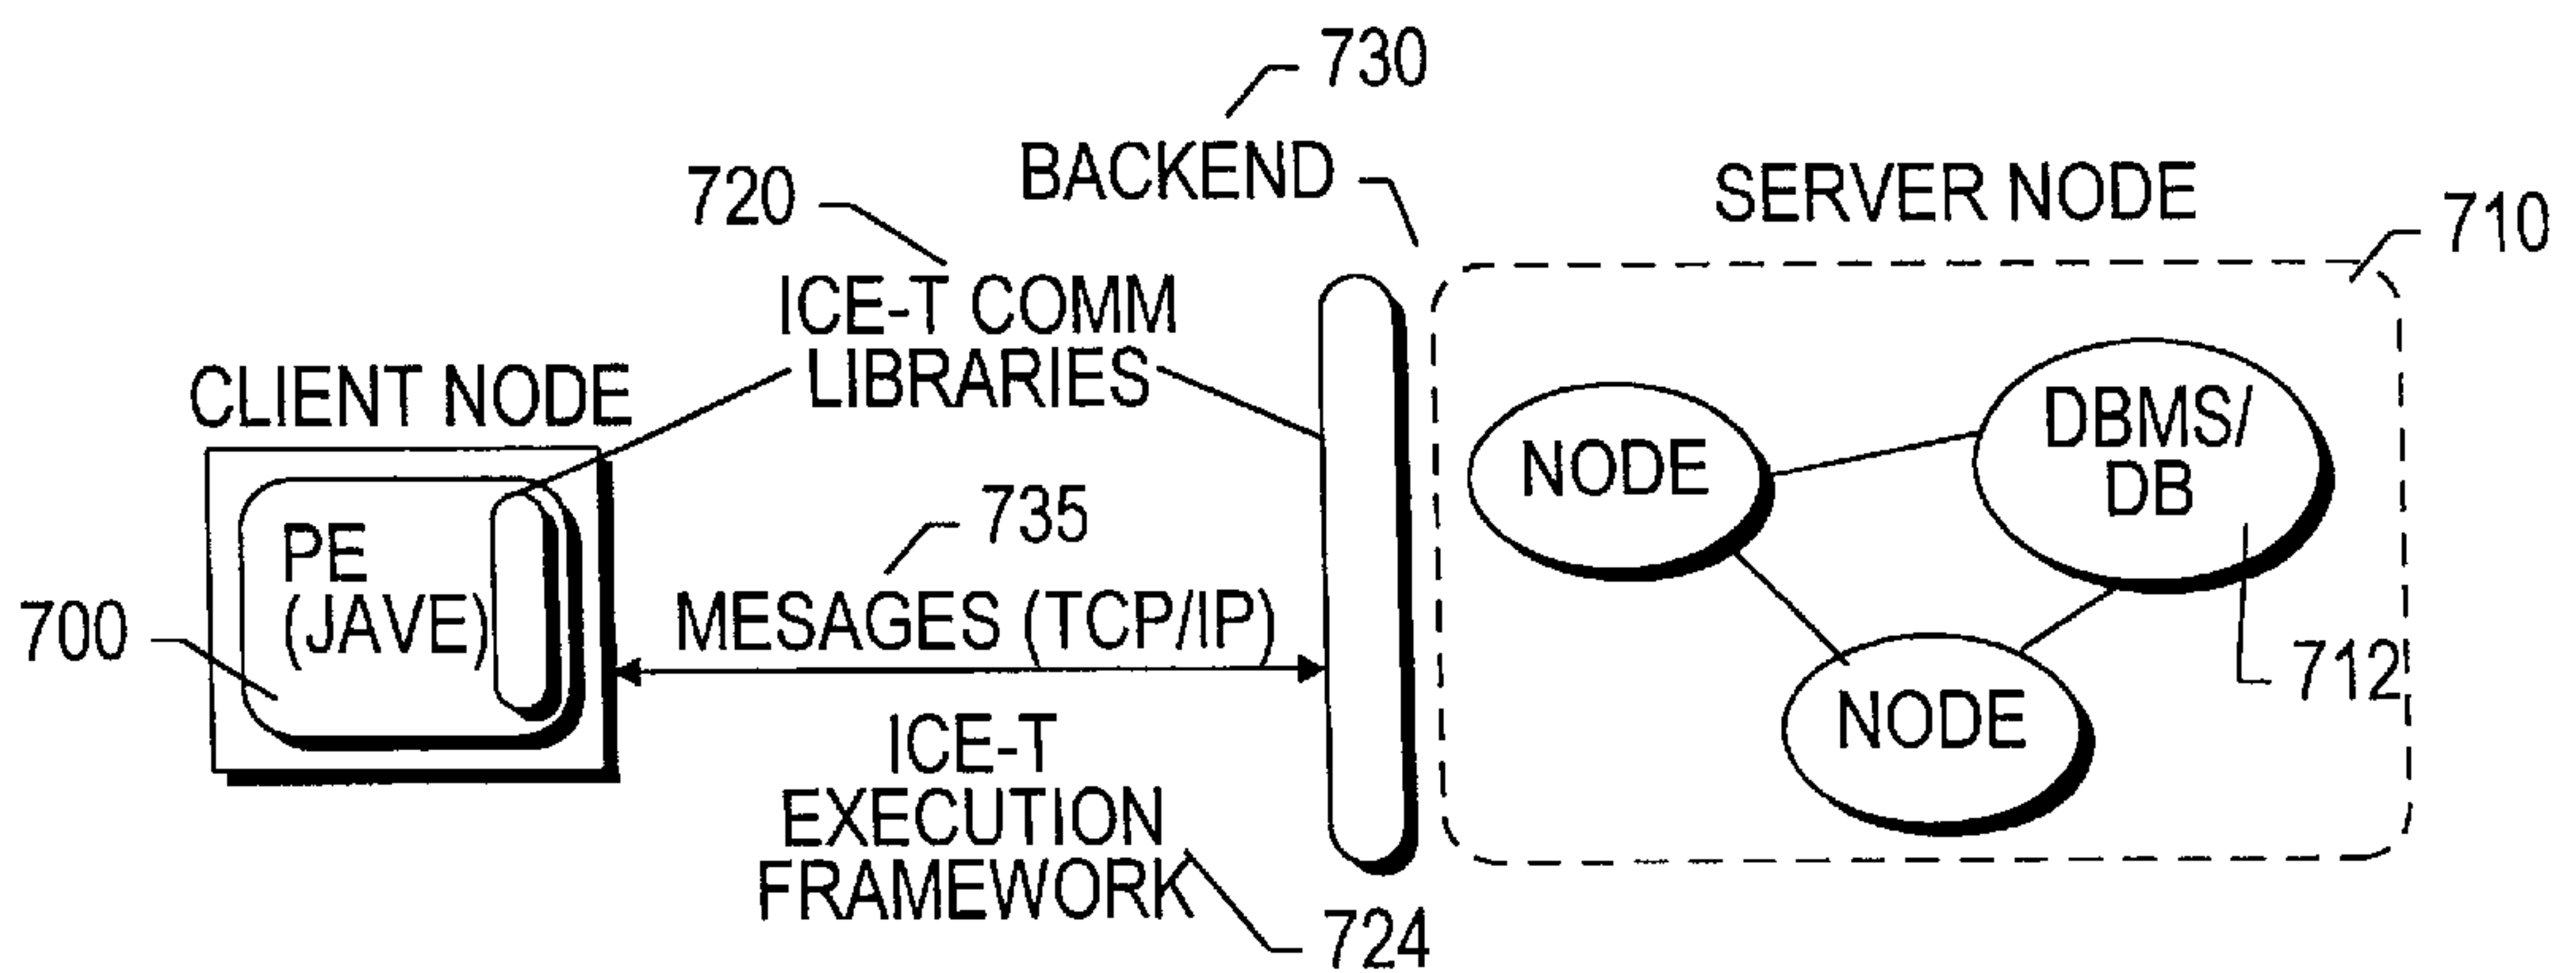 730
BACKEND
720
SERVER NODE
710
ICE-T COMM
LIBRARIES
CLIENT NODE
DBMS/
DB
NODE
735
PE
(JAVE)
700
MESAGES (TCP/IP)
712
NODE
ICE-T
EXECUTION
FRAMEWORK
724